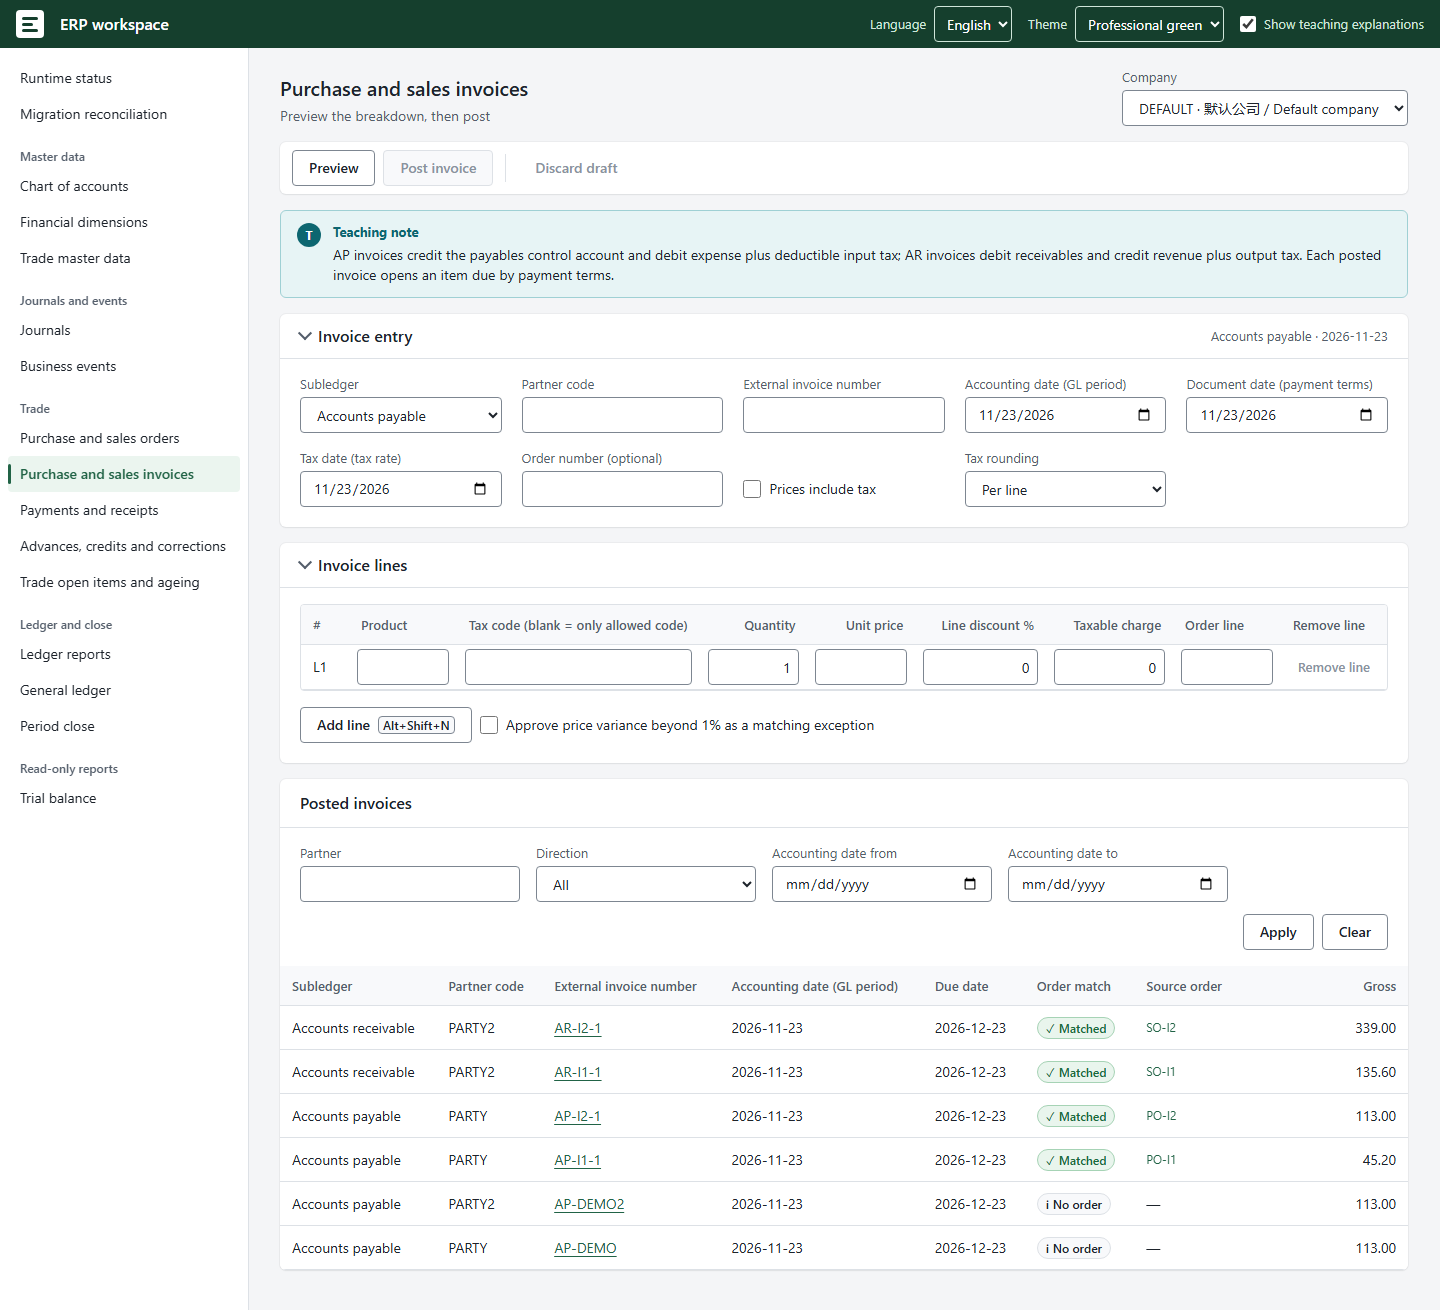 ERP workspace
Language English Theme Professional green Show teaching explanations
Runtime status
Migration reconciliation
Master data
Chart of accounts
Financial dimensions
Trade master data
Journals and events
Journals
Business events
Trade
Purchase and sales orders
Purchase and sales invoices
Payments and receipts
Advances, credits and corrections
Trade open items and ageing
Ledger and close
Ledger reports
General ledger
Period close
Read-only reports
Trial balance
Purchase and sales invoices
Preview the breakdown, then post
Company
DEFAULT · 默认公司 / Default company
Preview Post invoice Discard draft
T Teaching note
AP invoices credit the payables control account and debit expense plus deductible input tax; AR invoices debit receivables and credit revenue plus output tax. Each posted
invoice opens an item due by payment terms.
Invoice entry Accounts payable · 2026-11-23
Subledger Partner code External invoice number Accounting date (GL period) Document date (payment terms)
Accounts payable 11/23/2026 11/23/2026
Tax date (tax rate) Order number (optional) Tax rounding
11/23/2026 Prices include tax Per line
Invoice lines
# Product Tax code (blank = only allowed code) Quantity Unit price Line discount % Taxable charge Order line Remove line
L1 1 0 0 Remove line
Add line Alt+Shift+N Approve price variance beyond 1% as a matching exception
Posted invoices
Partner Direction Accounting date from Accounting date to
All mm/dd/yyyy mm/dd/yyyy
Apply Clear
Subledger Partner code External invoice number Accounting date (GL period) Due date Order match Source order Gross
Accounts receivable PARTY2 AR-I2-1 2026-11-23 2026-12-23 ✓ Matched SO-I2 339.00
Accounts receivable PARTY2 AR-I1-1 2026-11-23 2026-12-23 ✓ Matched SO-I1 135.60
Accounts payable PARTY AP-I2-1 2026-11-23 2026-12-23 ✓ Matched PO-I2 113.00
Accounts payable PARTY AP-I1-1 2026-11-23 2026-12-23 ✓ Matched PO-I1 45.20
Accounts payable PARTY2 AP-DEMO2 2026-11-23 2026-12-23 i No order — 113.00
Accounts payable PARTY AP-DEMO 2026-11-23 2026-12-23 i No order — 113.00